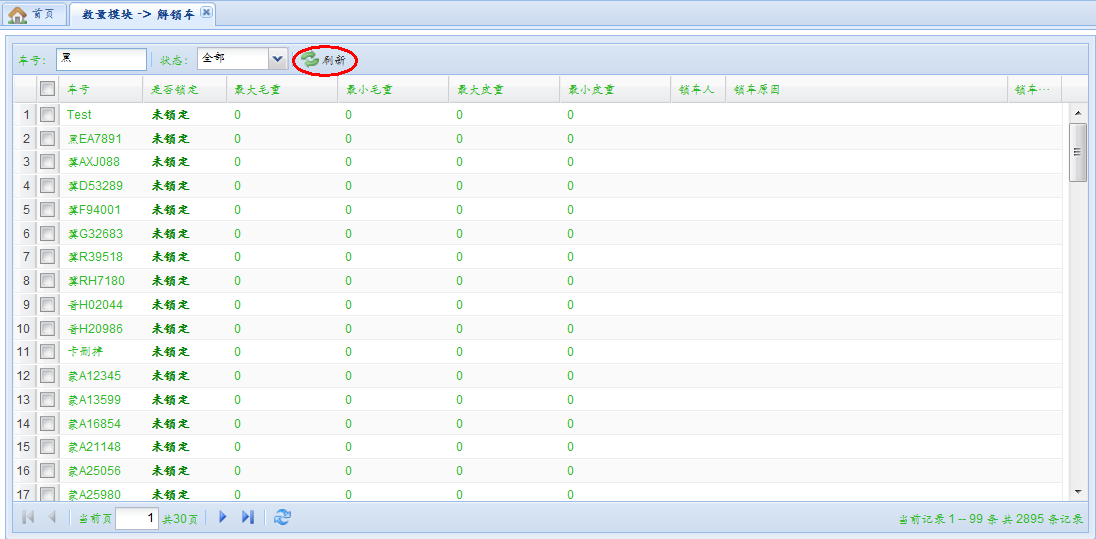 首页 数量模块 -> 解锁车
车号: 黑 状态: 全部 刷新
车号 是否锁定 最大毛重 最小毛重 最大皮重 最小皮重 锁车人 锁车原因 锁车…
1 Test 未锁定 0 0 0 0
2 黑EA7891 未锁定 0 0 0 0
3 冀AXJ088 未锁定 0 0 0 0
4 冀D53289 未锁定 0 0 0 0
5 冀F94001 未锁定 0 0 0 0
6 冀G32683 未锁定 0 0 0 0
7 冀R39518 未锁定 0 0 0 0
8 冀RH7180 未锁定 0 0 0 0
9 晋H02044 未锁定 0 0 0 0
10 晋H20986 未锁定 0 0 0 0
11 卡删掉 未锁定 0 0 0 0
12 蒙A12345 未锁定 0 0 0 0
13 蒙A13599 未锁定 0 0 0 0
14 蒙A16854 未锁定 0 0 0 0
15 蒙A21148 未锁定 0 0 0 0
16 蒙A25056 未锁定 0 0 0 0
17 蒙A25980 未锁定 0 0 0 0
当前页 1 共30页 当前记录 1 -- 99 条 共 2895 条记录